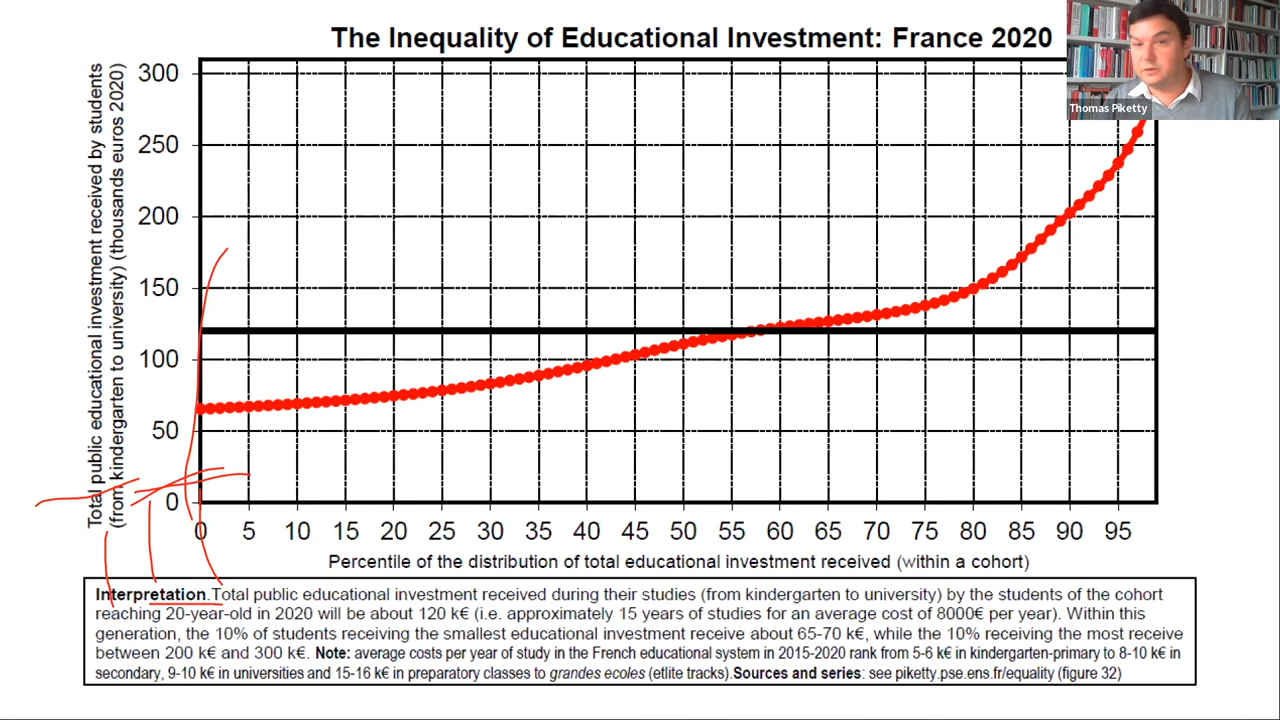 The Inequality of Educational Investment: France 2020
Thomas Piketty
Total public educational investment received by students
(from kindergarten to university) (thousands euros 2020)
300
250
200
150
100
50
0
0 5 10 15 20 25 30 35 40 45 50 55 60 65 70 75 80 85 90 95
Percentile of the distribution of total educational investment received (within a cohort)
Interpretation.Total public educational investment received during their studies (from kindergarten to university) by the students of the cohort
reaching 20-year-old in 2020 will be about 120 k€ (i.e. approximately 15 years of studies for an average cost of 8000€ per year). Within this
generation, the 10% of students receiving the smallest educational investment receive about 65-70 k€, while the 10% receiving the most receive
between 200 k€ and 300 k€. Note: average costs per year of study in the French educational system in 2015-2020 rank from 5-6 k€ in kindergarten-primary to 8-10 k€ in
secondary, 9-10 k€ in universities and 15-16 k€ in preparatory classes to grandes ecoles (etlite tracks).Sources and series: see piketty.pse.ens.fr/equality (figure 32)